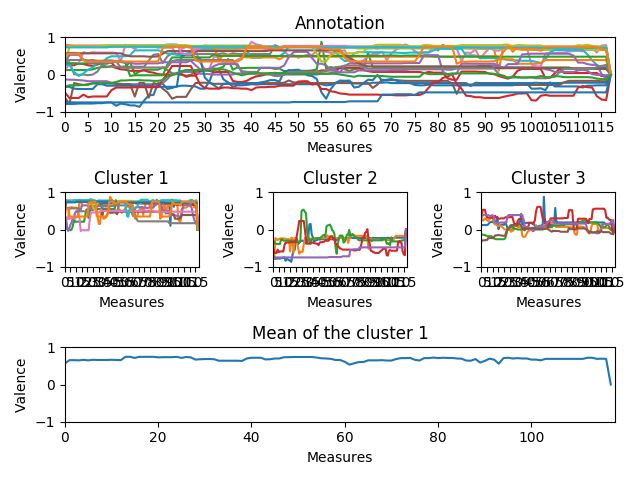 Annotation
1
0
−1
Valence
0 5 10 15 20 25 30 35 40 45 50 55 60 65 70 75 80 85 90 95 100 105 110 115
Measures
Cluster 1 Cluster 2 Cluster 3
1 1 1
0 0 0
−1 −1 −1
Valence Valence Valence
Measures Measures Measures
Mean of the cluster 1
1
0
−1
Valence
0 20 40 60 80 100
Measures